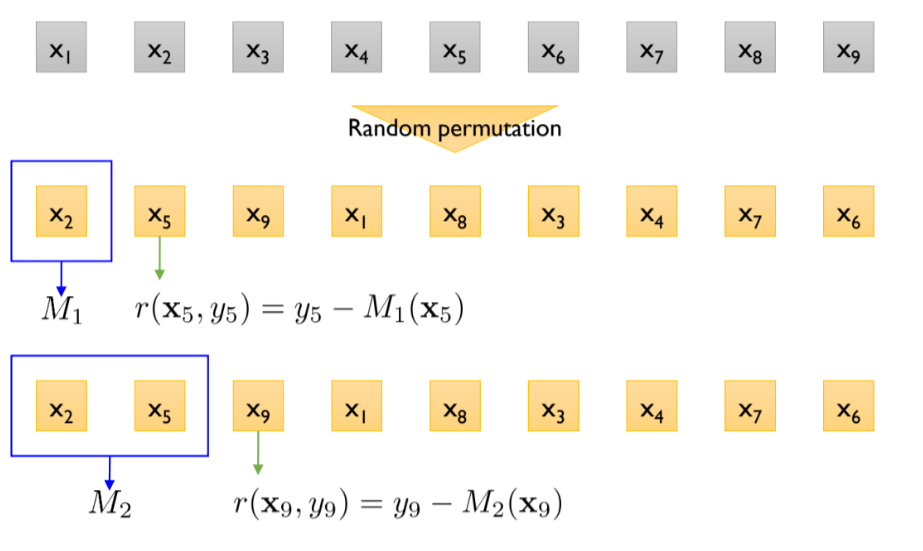 x₁ x₂ x₃ x₄ x₅ x₆ x₇ x₈ x₉
Random permutation
x₂ x₅ x₉ x₁ x₈ x₃ x₄ x₇ x₆
M₁ r(𝐱₅, y₅) = y₅ − M₁(𝐱₅)
x₂ x₅ x₉ x₁ x₈ x₃ x₄ x₇ x₆
M₂ r(𝐱₉, y₉) = y₉ − M₂(𝐱₉)